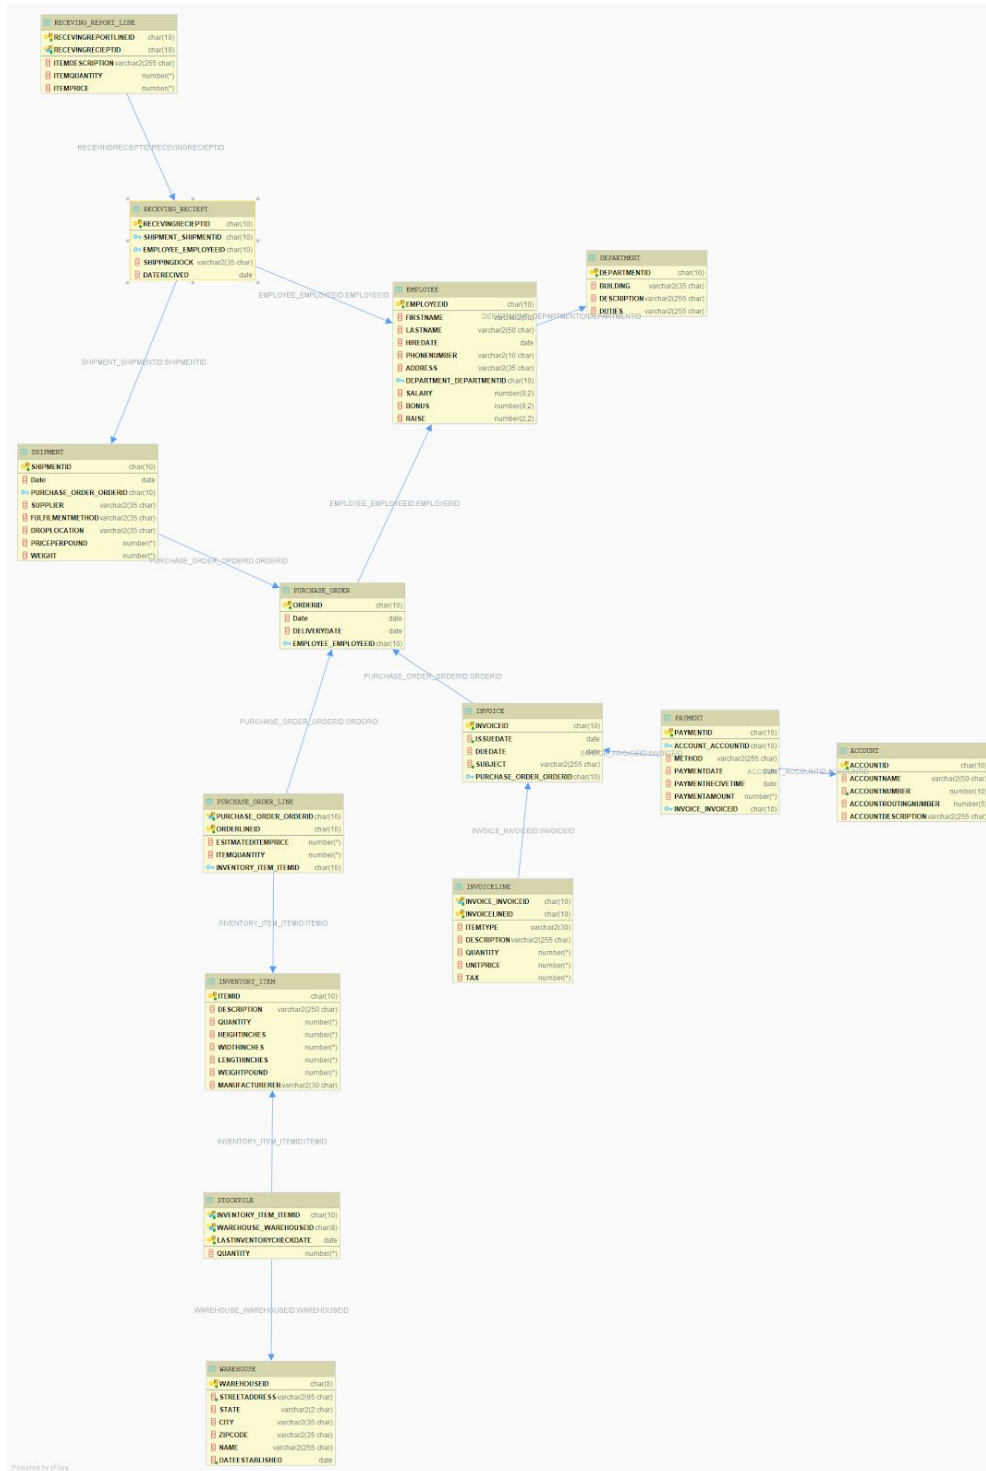 RECEVING_REPORT_LINE
RECEVINGREPORTLINEID char(10)
RECEVINGRECIEPTID char(10)
ITEMDESCRIPTION varchar2(255 char)
ITEMQUANTITY number(*)
ITEMPRICE number(*)
RECEVINGRECIEPTID:RECEVINGRECIEPTID
RECEVING_RECIEPT
RECEVINGRECIEPTID char(10)
SHIPMENT_SHIPMENTID char(10)
EMPLOYEE_EMPLOYEEID char(10)
SHIPPINGDOCK varchar2(35 char)
DATERECIVED date
DEPARTMENT
DEPARTMENTID char(10)
BUILDING varchar2(35 char)
DESCRIPTION varchar2(255 char)
DUTIES varchar2(255 char)
EMPLOYEE_EMPLOYEEID:EMPLOYEEID
EMPLOYEE
EMPLOYEEID char(10)
FIRSTNAME
LASTNAME varchar2(50 char)
HIREDATE date
PHONENUMBER varchar2(10 char)
ADDRESS varchar2(35 char)
DEPARTMENT_DEPARTMENTID char(10)
SALARY number(9,2)
BONUS number(9,2)
RAISE number(2,2)
SHIPMENT_SHIPMENTID:SHIPMENTID
SHIPMENT
SHIPMENTID char(10)
Date date
PURCHASE_ORDER_ORDERID char(10)
SUPPLIER varchar2(35 char)
FULFILMENTMETHOD varchar2(35 char)
DROPLOCATION varchar2(35 char)
PRICEPERPOUND number(*)
WEIGHT number(*)
EMPLOYEE_EMPLOYEEID:EMPLOYEEID
PURCHASE_ORDER_ORDERID:ORDERID
PURCHASE_ORDER
ORDERID char(10)
Date date
DELIVERYDATE date
EMPLOYEE_EMPLOYEEID char(10)
PURCHASE_ORDER_ORDERID:ORDERID
PURCHASE_ORDER_ORDERID:ORDERID
INVOICE
INVOICEID char(10)
ISSUEDATE date
DUEDATE date
SUBJECT varchar2(255 char)
PURCHASE_ORDER_ORDERID char(10)
INVOICE_INVOICEID:INVOICEID
PAYMENT
PAYMENTID char(10)
ACCOUNT_ACCOUNTID char(10)
METHOD varchar2(255 char)
PAYMENTDATE date
PAYMENTRECIVETIME date
PAYMENTAMOUNT number(*)
INVOICE_INVOICEID char(10)
ACCOUNT_ACCOUNTID:ACCOUNTID
ACCOUNT
ACCOUNTID char(10)
ACCOUNTNAME varchar2(50 char)
ACCOUNTNUMBER number(10)
ACCOUNTROUTINGNUMBER
ACCOUNTDESCRIPTION varchar2(255 char)
PURCHASE_ORDER_LINE
PURCHASE_ORDER_ORDERID char(10)
ORDERLINEID char(10)
ESITMATEDITEMPRICE number(*)
ITEMQUANTITY number(*)
INVENTORY_ITEM_ITEMID char(10)
INVOICE_INVOICEID:INVOICEID
INVOICELINE
INVOICE_INVOICEID char(10)
INVOICELINEID char(10)
ITEMTYPE varchar2(30)
DESCRIPTION varchar2(255 char)
QUANTITY number(*)
UNITPRICE number(*)
TAX number(*)
INVENTORY_ITEM_ITEMID:ITEMID
INVENTORY_ITEM
ITEMID char(10)
DESCRIPTION varchar2(250 char)
QUANTITY number(*)
HEIGHTINCHES number(*)
WIDTHINCHES number(*)
LENGTHINCHES number(*)
WEIGHTPOUND number(*)
MANUFACTURERER varchar2(30 char)
INVENTORY_ITEM_ITEMID:ITEMID
STOCKPILE
INVENTORY_ITEM_ITEMID char(10)
WAREHOUSE_WAREHOUSEID char(8)
LASTINVENTORYCHECKDATE date
QUANTITY number(*)
WAREHOUSE_WAREHOUSEID:WAREHOUSEID
WAREHOUSE
WAREHOUSEID char(8)
STREETADDRESS varchar2(95 char)
STATE varchar2(2 char)
CITY varchar2(35 char)
ZIPCODE varchar2(35 char)
NAME varchar2(255 char)
DATEESTABLISHED date
Powered by yFiles